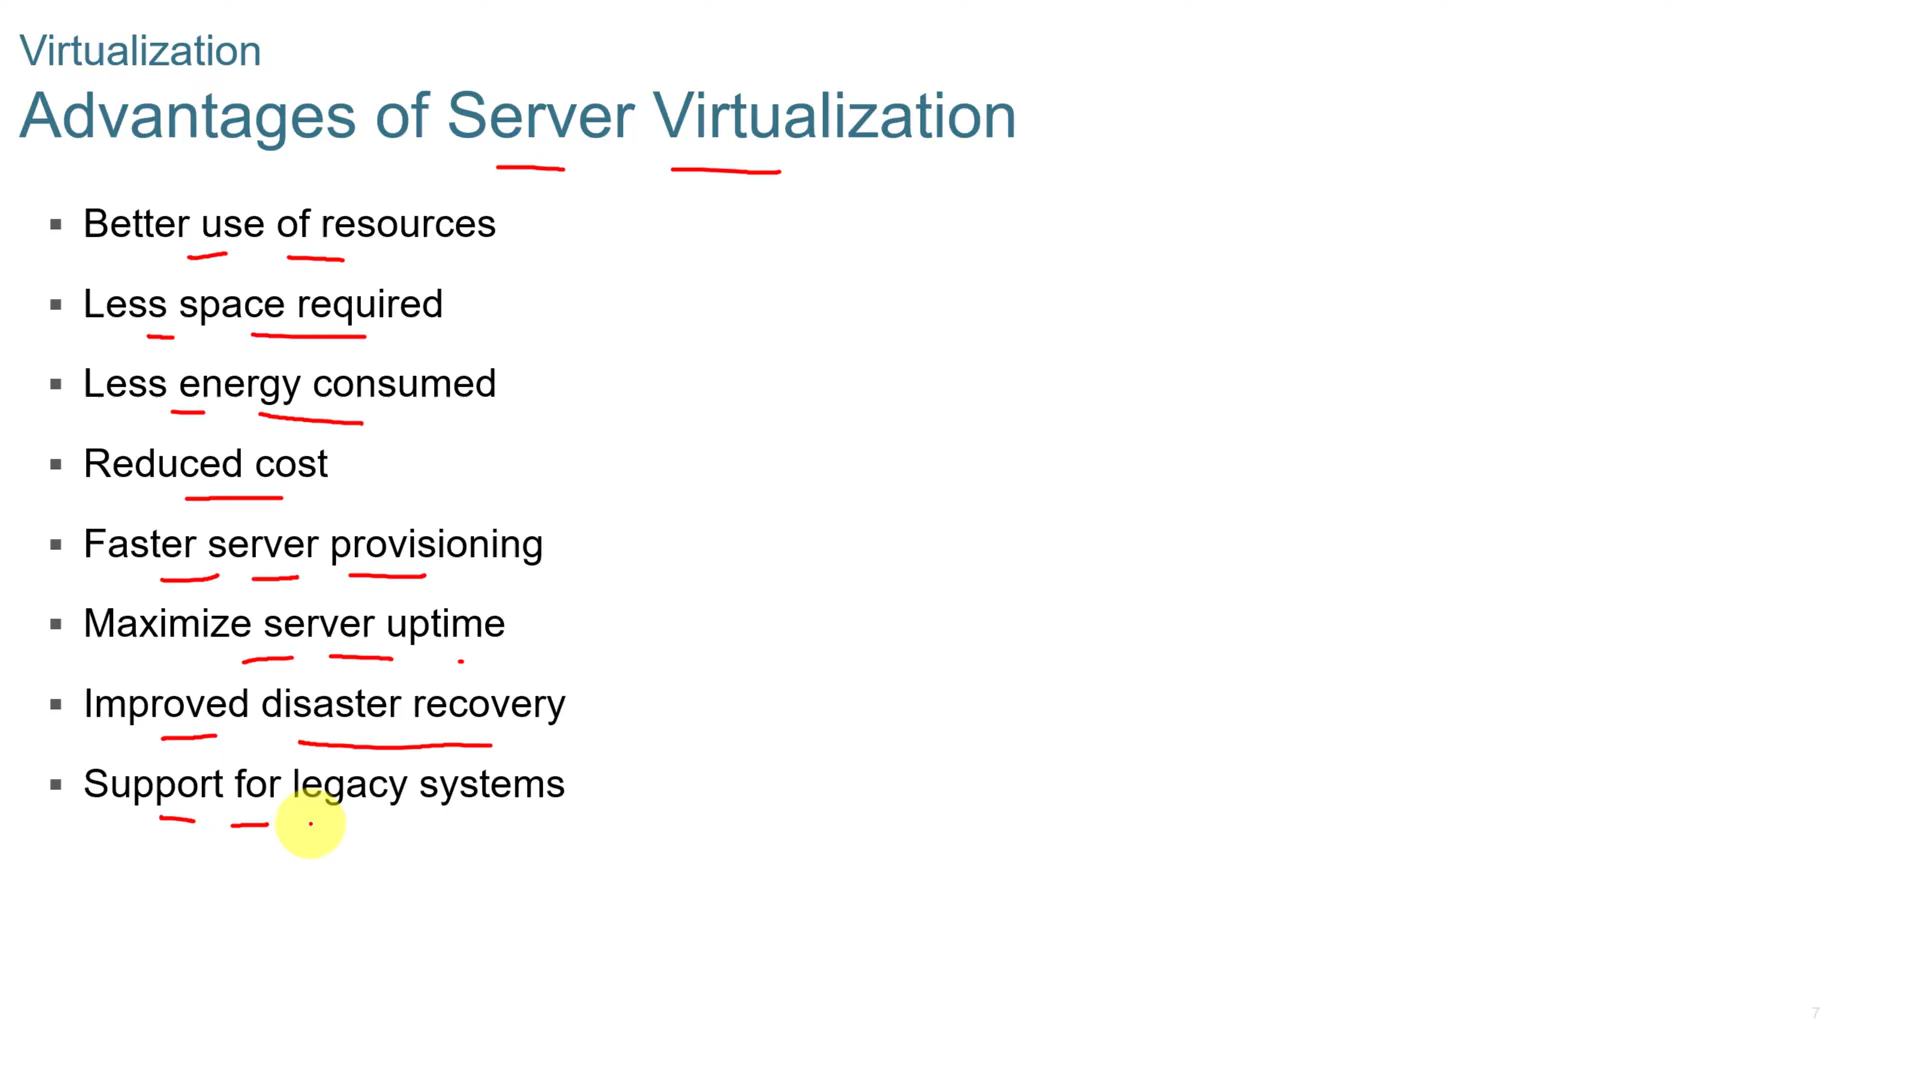 Virtualization
Advantages of Server Virtualization
▪ Better use of resources
▪ Less space required
▪ Less energy consumed
▪ Reduced cost
▪ Faster server provisioning
▪ Maximize server uptime
▪ Improved disaster recovery
▪ Support for legacy systems
7